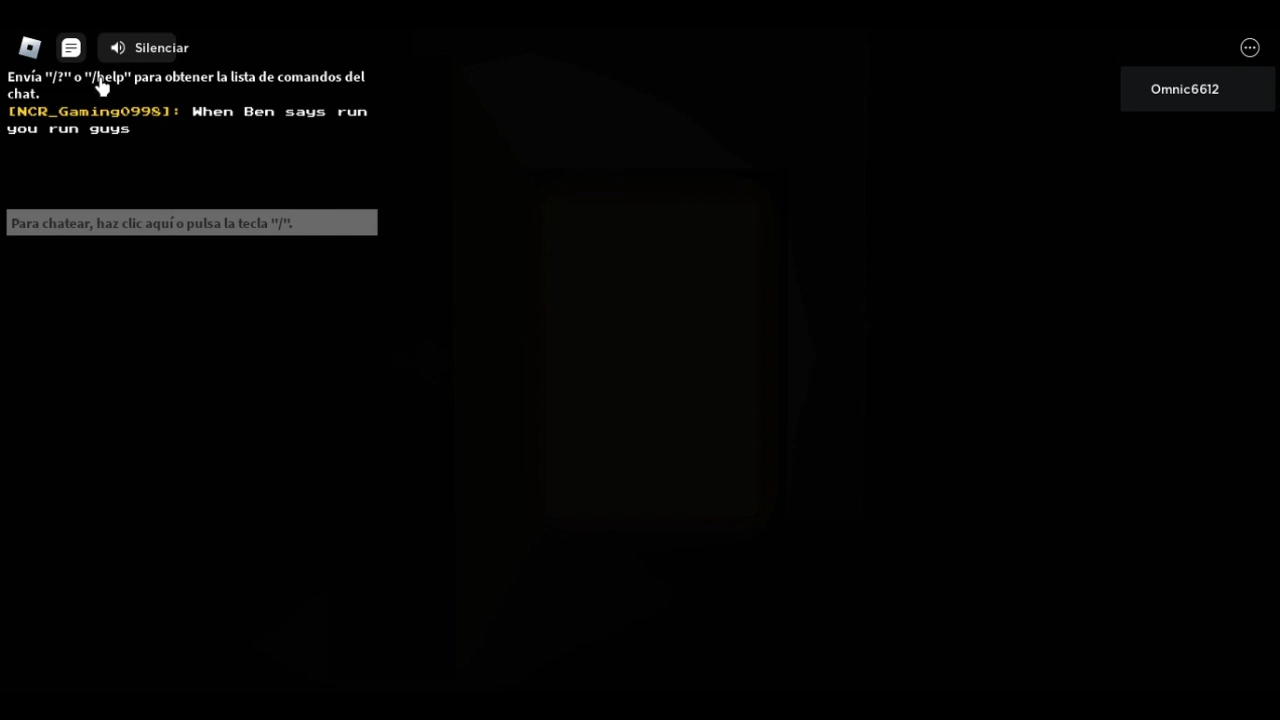 Silenciar
Envía "/?" o "/help" para obtener la lista de comandos del
chat.
[NCR_Gaming0998]: When Ben says run
you run guys
Para chatear, haz clic aquí o pulsa la tecla "/".
Omnic6612